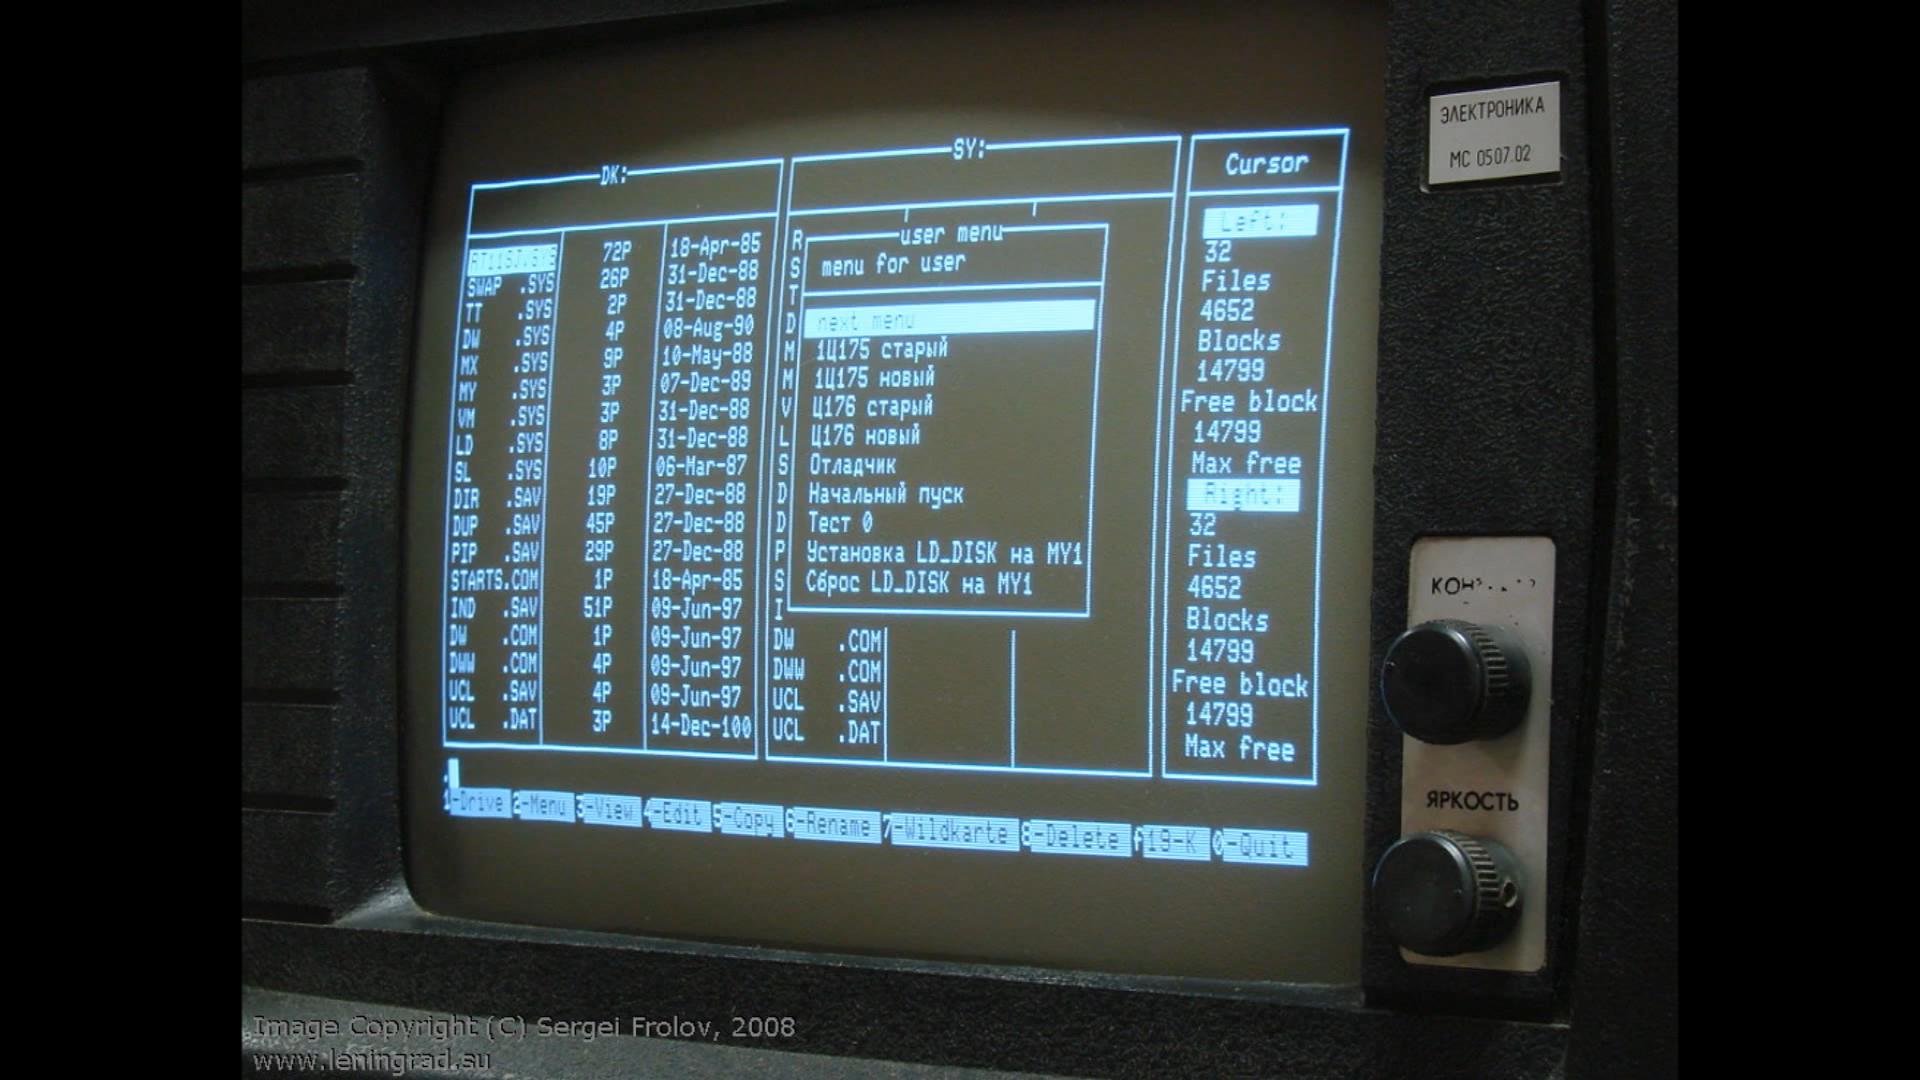 ЭЛЕКТРОНИКА
МС 0507.02
DK:
RT11SJ.SYS 72P 18-Apr-85
SWAP .SYS 26P 31-Dec-88
TT .SYS 2P 31-Dec-88
DW .SYS 4P 08-Aug-90
MX .SYS 9P 10-May-88
MY .SYS 3P 07-Dec-89
VM .SYS 3P 31-Dec-88
LD .SYS 8P 31-Dec-88
SL .SYS 10P 06-Mar-87
DIR .SAV 19P 27-Dec-88
DUP .SAV 45P 27-Dec-88
PIP .SAV 29P 27-Dec-88
STARTS.COM 1P 18-Apr-85
IND .SAV 51P 09-Jun-97
DW .COM 1P 09-Jun-97
DWW .COM 4P 09-Jun-97
UCL .SAV 4P 09-Jun-97
UCL .DAT 3P 14-Dec-100
SY:
R
S
T
D
M
M
V
L
S
D
D
P
S
I
DW .COM
DWW .COM
UCL .SAV
UCL .DAT
user menu
menu for user
next menu
1Ц175 старый
1Ц175 новый
Ц176 старый
Ц176 новый
Отладчик
Начальный пуск
Тест 0
Установка LD_DISK на MY1
Сброс LD_DISK на MY1
Cursor
Left:
32
Files
4652
Blocks
14799
Free block
14799
Max free
Right:
32
Files
4652
Blocks
14799
Free block
14799
Max free
1-Drive 2-Menu 3-View 4-Edit 5-Copy 6-Rename 7-Wildkarte 8-Delete f19-K 0-Quit
ЯРКОСТЬ
Image Copyright (C) Sergei Frolov, 2008
www.leningrad.su